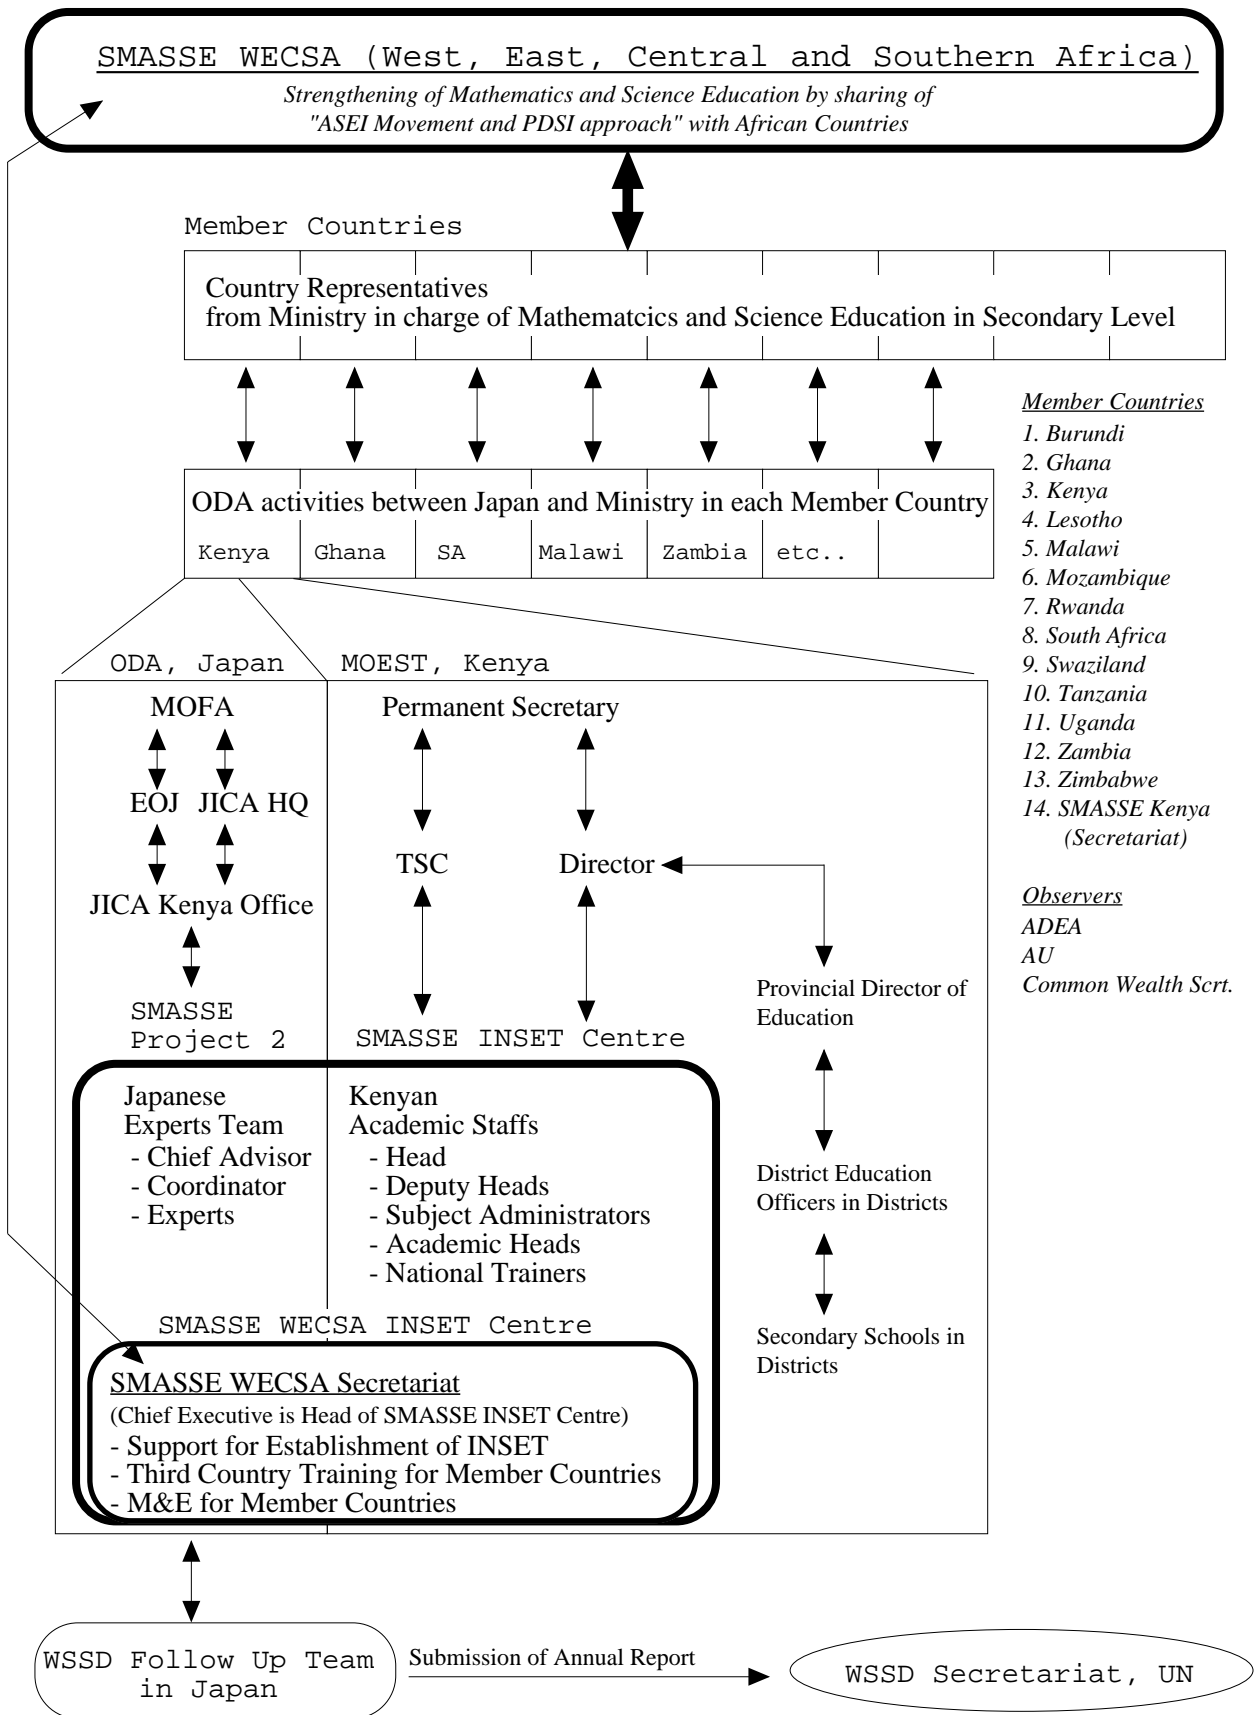 SMASSE WECSA (West, East, Central and Southern Africa)
Strengthening of Mathematics and Science Education by sharing of
"ASEI Movement and PDSI approach" with African Countries
Member Countries
Country Representatives
from Ministry in charge of Mathematcics and Science Education in Secondary Level
ODA activities between Japan and Ministry in each Member Country
Kenya Ghana SA Malawi Zambia etc..
Member Countries
1. Burundi
2. Ghana
3. Kenya
4. Lesotho
5. Malawi
6. Mozambique
7. Rwanda
8. South Africa
9. Swaziland
10. Tanzania
11. Uganda
12. Zambia
13. Zimbabwe
14. SMASSE Kenya
(Secretariat)
Observers
ADEA
AU
Common Wealth Scrt.
ODA, Japan
MOFA
EOJ JICA HQ
JICA Kenya Office
SMASSE
Project 2
MOEST, Kenya
Permanent Secretary
TSC Director
SMASSE INSET Centre
Provincial Director of
Education
District Education
Officers in Districts
Secondary Schools in
Districts
Japanese
Experts Team
- Chief Advisor
- Coordinator
- Experts
Kenyan
Academic Staffs
- Head
- Deputy Heads
- Subject Administrators
- Academic Heads
- National Trainers
SMASSE WECSA INSET Centre
SMASSE WECSA Secretariat
(Chief Executive is Head of SMASSE INSET Centre)
- Support for Establishment of INSET
- Third Country Training for Member Countries
- M&E for Member Countries
WSSD Follow Up Team
in Japan
Submission of Annual Report
WSSD Secretariat, UN